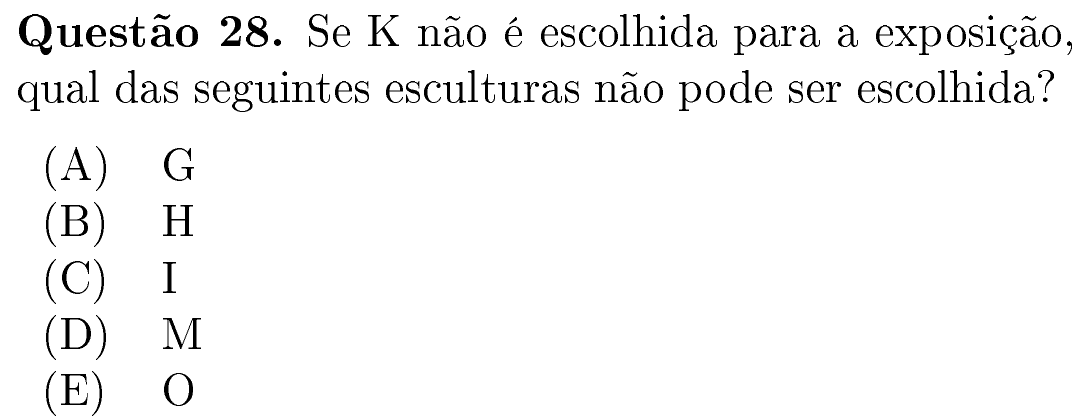 Questão 28. Se K não é escolhida para a exposição,
qual das seguintes esculturas não pode ser escolhida?
(A) G
(B) H
(C) I
(D) M
(E) O